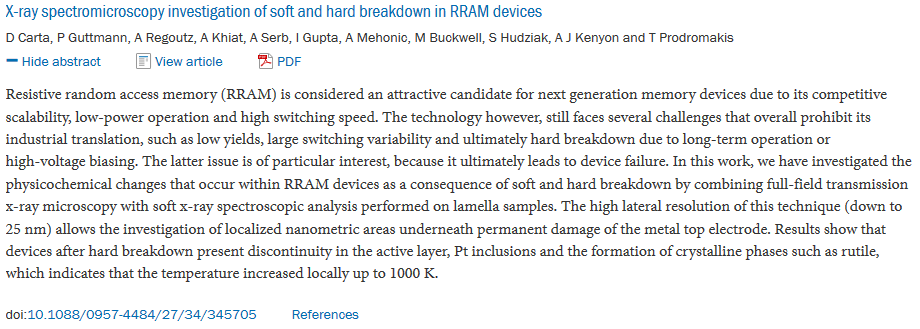 X-ray spectromicroscopy investigation of soft and hard breakdown in RRAM devices
D Carta, P Guttmann, A Regoutz, A Khiat, A Serb, I Gupta, A Mehonic, M Buckwell, S Hudziak, A J Kenyon and T Prodromakis
Hide abstract View article PDF
Resistive random access memory (RRAM) is considered an attractive candidate for next generation memory devices due to its competitive
scalability, low-power operation and high switching speed. The technology however, still faces several challenges that overall prohibit its
industrial translation, such as low yields, large switching variability and ultimately hard breakdown due to long-term operation or
high-voltage biasing. The latter issue is of particular interest, because it ultimately leads to device failure. In this work, we have investigated the
physicochemical changes that occur within RRAM devices as a consequence of soft and hard breakdown by combining full-field transmission
x-ray microscopy with soft x-ray spectroscopic analysis performed on lamella samples. The high lateral resolution of this technique (down to
25 nm) allows the investigation of localized nanometric areas underneath permanent damage of the metal top electrode. Results show that
devices after hard breakdown present discontinuity in the active layer, Pt inclusions and the formation of crystalline phases such as rutile,
which indicates that the temperature increased locally up to 1000 K.
doi:10.1088/0957-4484/27/34/345705 References